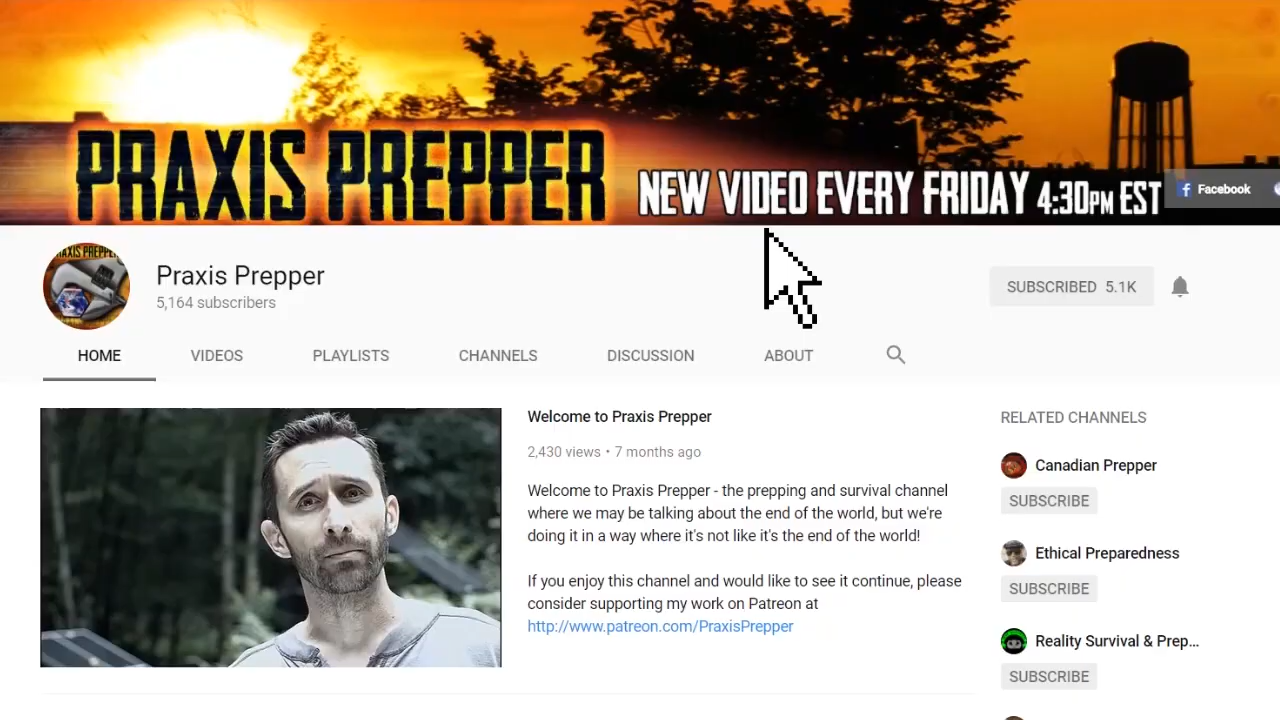 PRAXIS PREPPER
NEW VIDEO EVERY FRIDAY 4:30PM EST
Facebook
PRAXIS PREPPER
Praxis Prepper
5,164 subscribers
SUBSCRIBED 5.1K
HOME VIDEOS PLAYLISTS CHANNELS DISCUSSION ABOUT
Welcome to Praxis Prepper
2,430 views • 7 months ago
Welcome to Praxis Prepper - the prepping and survival channel
where we may be talking about the end of the world, but we're
doing it in a way where it's not like it's the end of the world!
If you enjoy this channel and would like to see it continue, please
consider supporting my work on Patreon at
http://www.patreon.com/PraxisPrepper
RELATED CHANNELS
Canadian Prepper
SUBSCRIBE
Ethical Preparedness
SUBSCRIBE
Reality Survival & Prep...
SUBSCRIBE